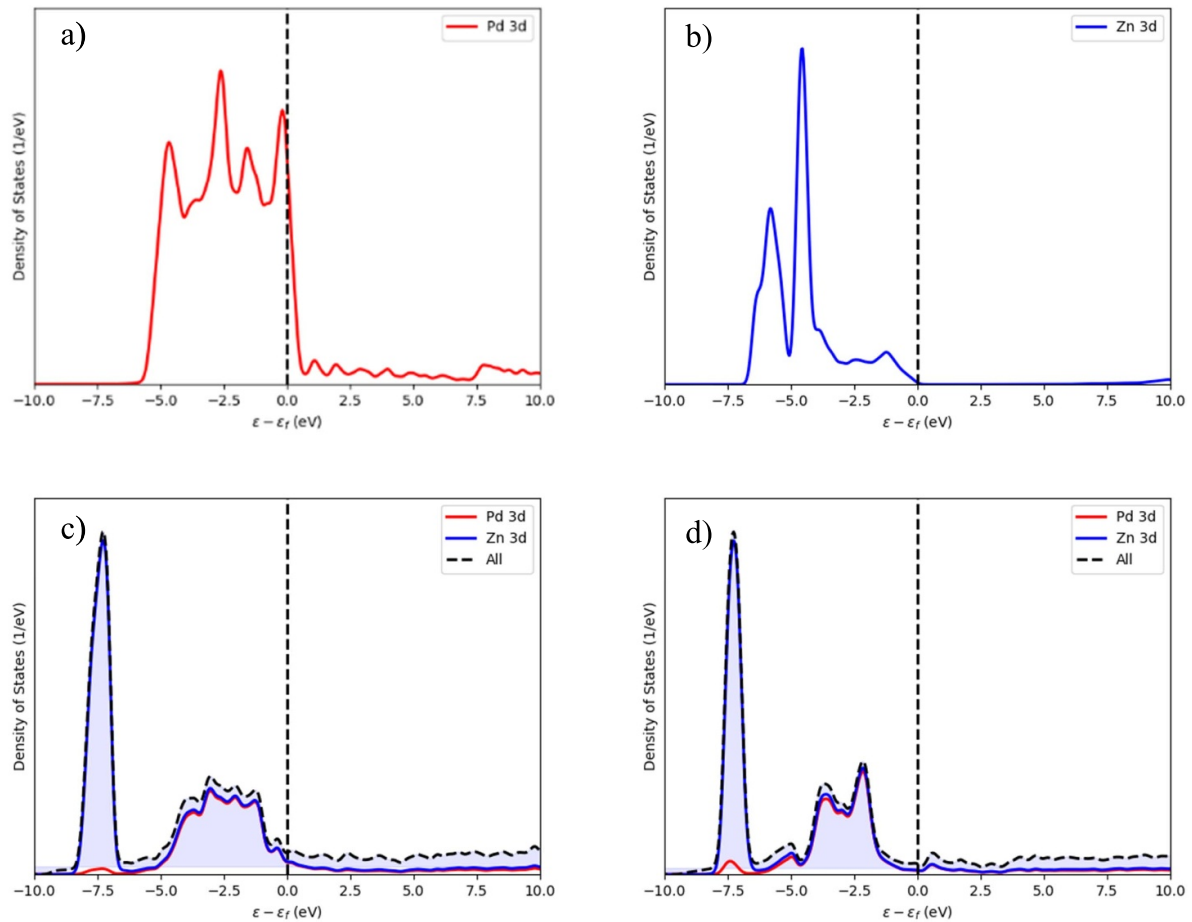 a)
Pd 3d
Density of States (1/eV)
−10.0 −7.5 −5.0 −2.5 0.0 2.5 5.0 7.5 10.0
ε − εf (eV)
b)
Zn 3d
Density of States (1/eV)
−10.0 −7.5 −5.0 −2.5 0.0 2.5 5.0 7.5 10.0
ε − εf (eV)
c)
Pd 3d
Zn 3d
All
Density of States (1/eV)
−10.0 −7.5 −5.0 −2.5 0.0 2.5 5.0 7.5 10.0
ε − εf (eV)
d)
Pd 3d
Zn 3d
All
Density of States (1/eV)
−10.0 −7.5 −5.0 −2.5 0.0 2.5 5.0 7.5 10.0
ε − εf (eV)